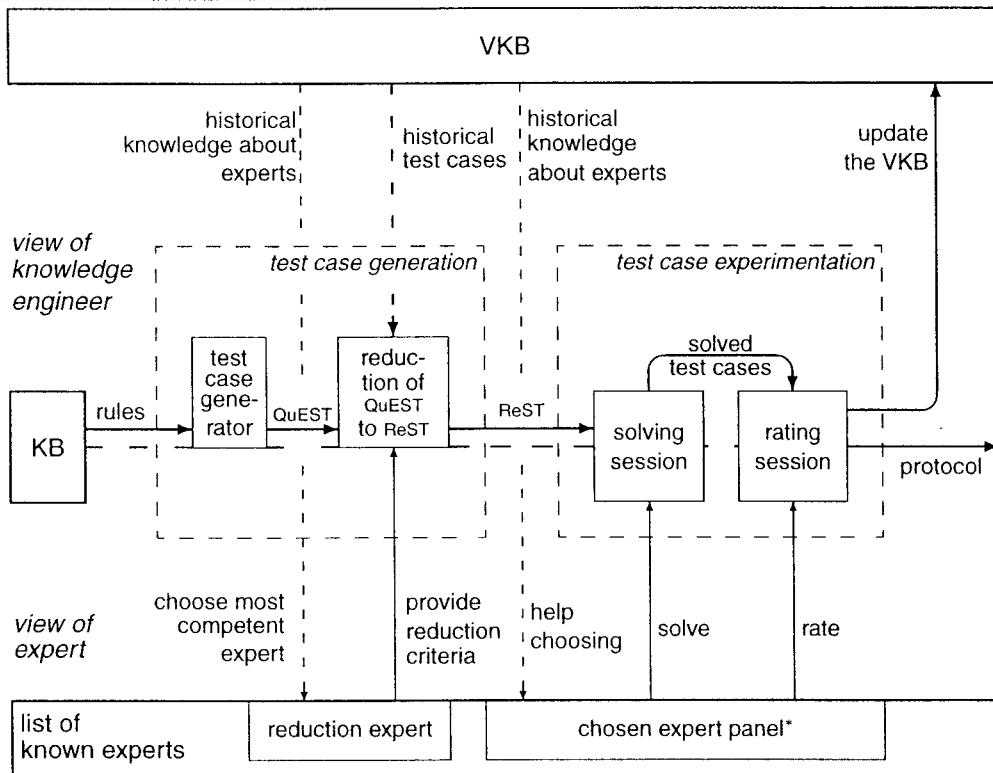 VKB
historical
knowledge about
experts
historical
test cases
historical
knowledge
about experts
update
the VKB
view of
knowledge
engineer
test case generation
test case experimentation
test
case
gene-
rator
reduc-
tion of
QuEST
to ReST
solved
test cases
KB
rules
QuEST
ReST
solving
session
rating
session
protocol
view of
expert
choose most
competent
expert
provide
reduction
criteria
help
choosing
solve
rate
list of
known experts
reduction expert
chosen expert panel*